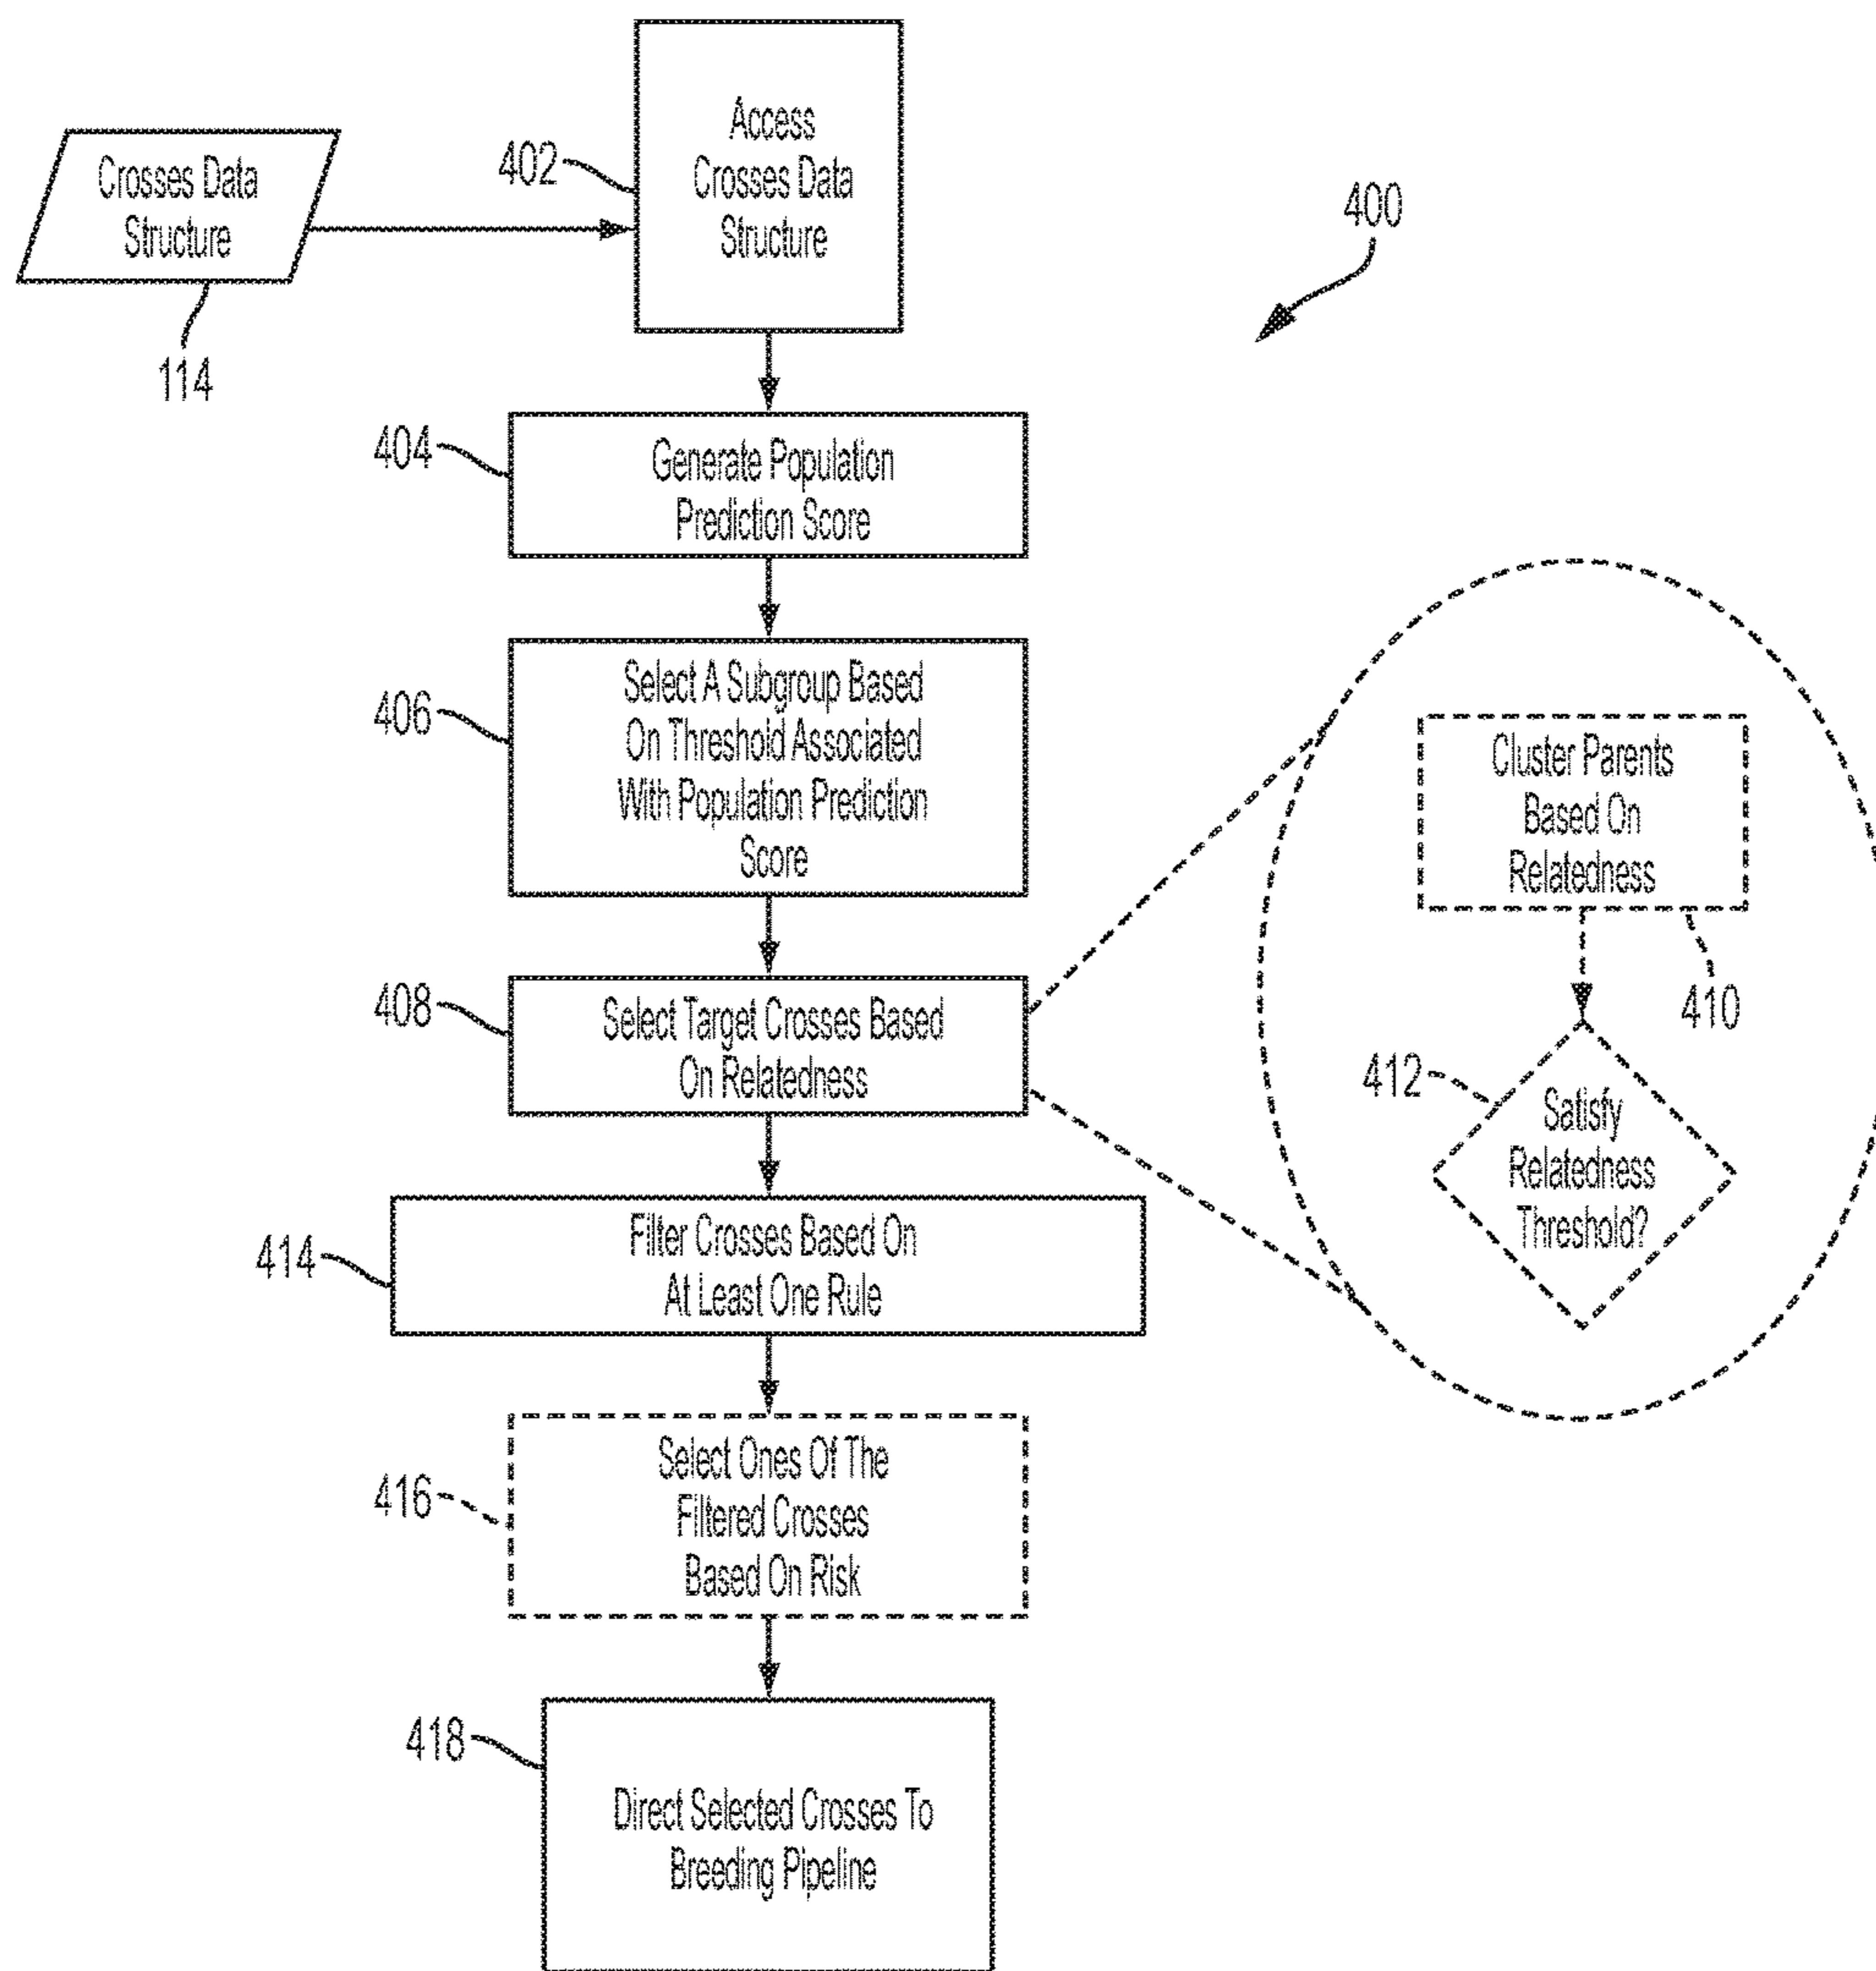 Access
Crosses Data
Structure
402
Crosses Data
Structure
114
400
404
Generate Population
Prediction Score
406
Select A Subgroup Based
On Threshold Associated
With Population Prediction
Score
408
Select Target Crosses Based
On Relatedness
Cluster Parents
Based On
Relatedness
410
412
Satisfy
Relatedness
Threshold?
414
Filter Crosses Based On
At Least One Rule
416
Select Ones Of The
Filtered Crosses
Based On Risk
418
Direct Selected Crosses To
Breeding Pipeline